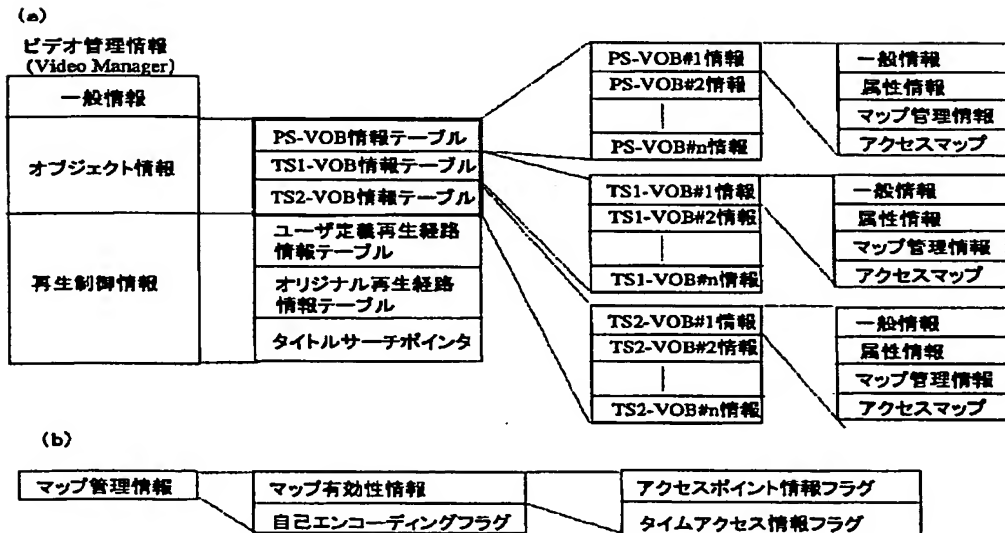 (a)
ビデオ管理情報
(Video Manager)
一般情報
オブジェクト情報
再生制御情報
PS-VOB情報テーブル
TS1-VOB情報テーブル
TS2-VOB情報テーブル
ユーザ定義再生経路
情報テーブル
オリジナル再生経路
情報テーブル
タイトルサーチポインタ
PS-VOB#1情報
PS-VOB#2情報
PS-VOB#n情報
一般情報
属性情報
マップ管理情報
アクセスマップ
TS1-VOB#1情報
TS1-VOB#2情報
TS1-VOB#n情報
一般情報
属性情報
マップ管理情報
アクセスマップ
TS2-VOB#1情報
TS2-VOB#2情報
TS2-VOB#n情報
一般情報
属性情報
マップ管理情報
アクセスマップ
(b)
マップ管理情報
マップ有効性情報
自己エンコーディングフラグ
アクセスポイント情報フラグ
タイムアクセス情報フラグ